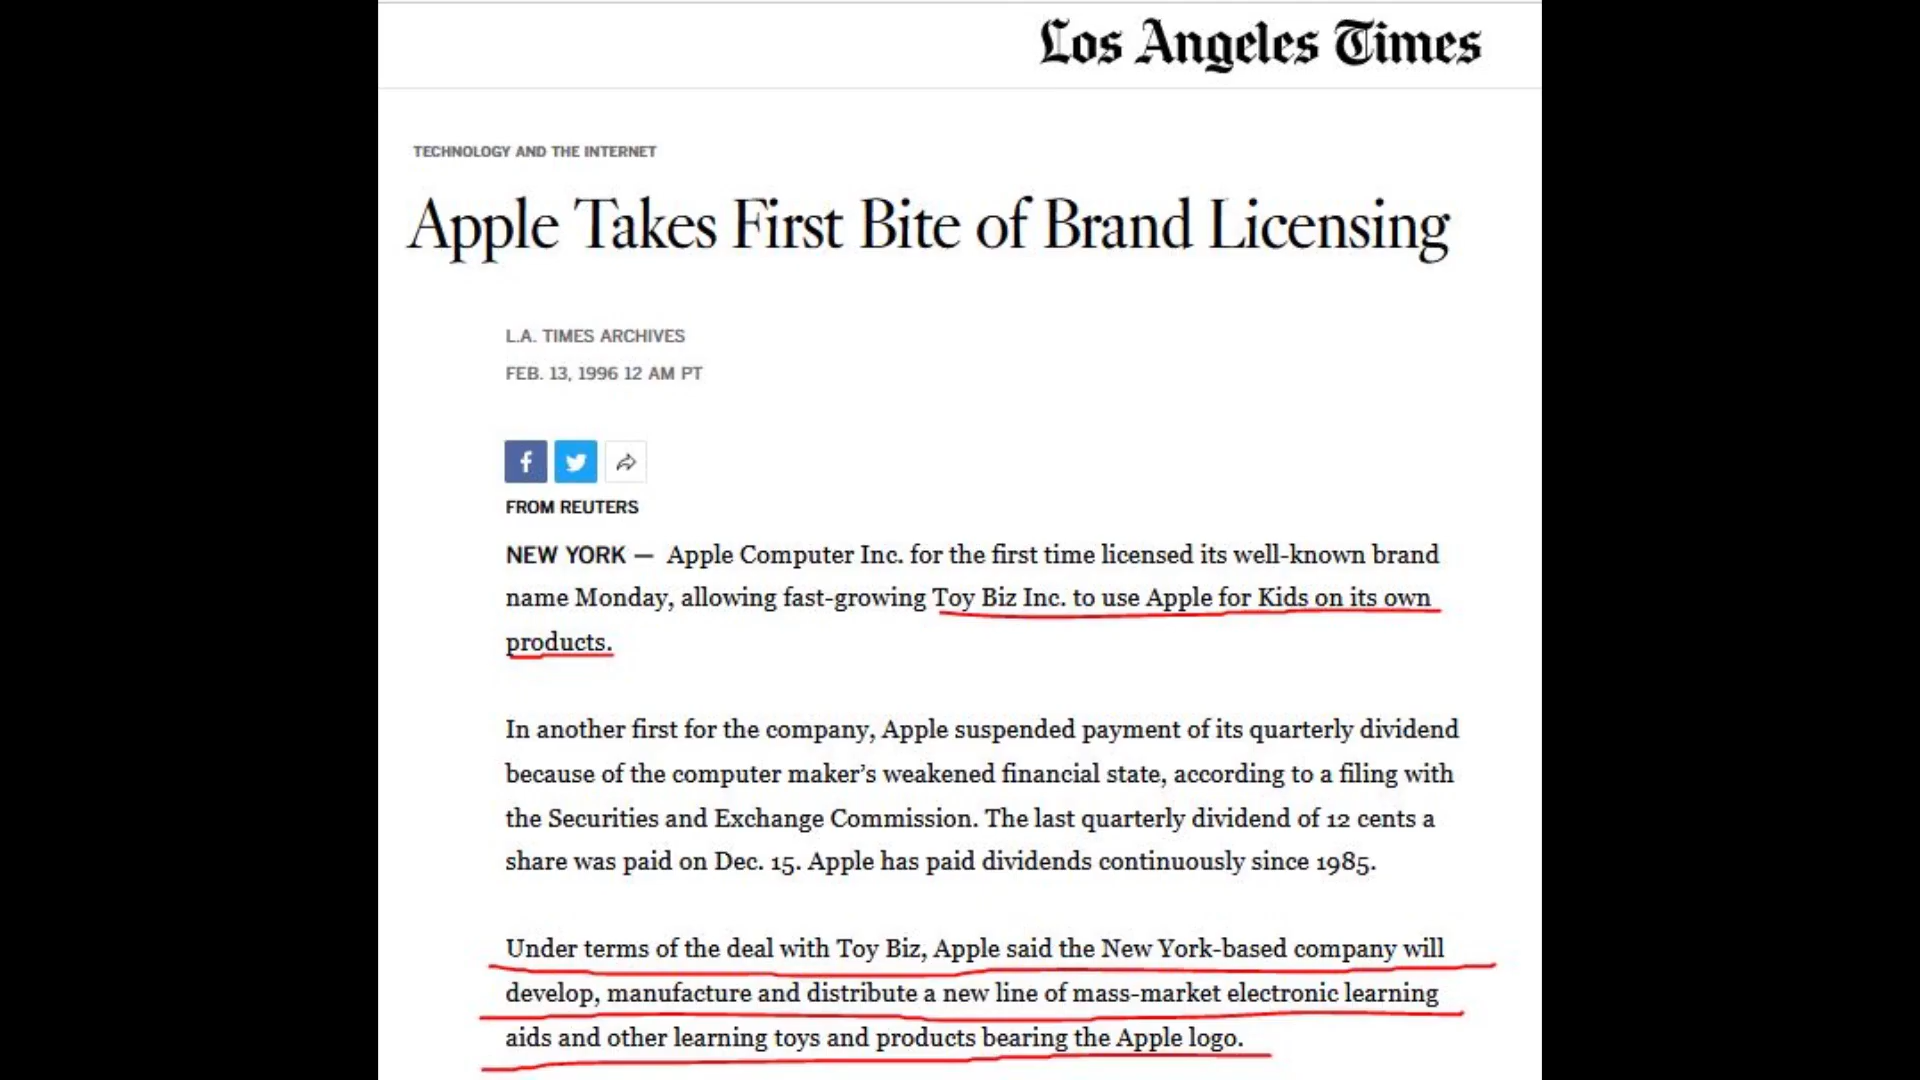 Los Angeles Times
TECHNOLOGY AND THE INTERNET
Apple Takes First Bite of Brand Licensing
L.A. TIMES ARCHIVES
FEB. 13, 1996 12 AM PT
FROM REUTERS
NEW YORK — Apple Computer Inc. for the first time licensed its well-known brand
name Monday, allowing fast-growing Toy Biz Inc. to use Apple for Kids on its own
products.
In another first for the company, Apple suspended payment of its quarterly dividend
because of the computer maker’s weakened financial state, according to a filing with
the Securities and Exchange Commission. The last quarterly dividend of 12 cents a
share was paid on Dec. 15. Apple has paid dividends continuously since 1985.
Under terms of the deal with Toy Biz, Apple said the New York-based company will
develop, manufacture and distribute a new line of mass-market electronic learning
aids and other learning toys and products bearing the Apple logo.